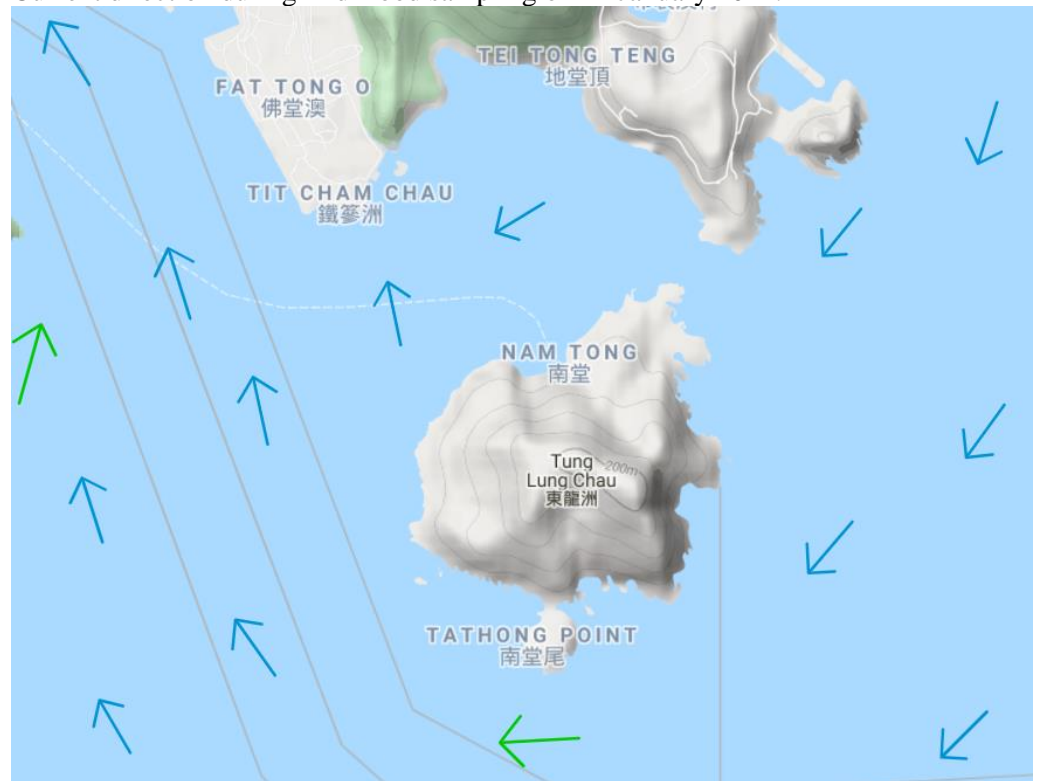 TEI TONG TENG
地堂頂
FAT TONG O
佛堂澳
TIT CHAM CHAU
鐵篸洲
NAM TONG
南堂
200m
Tung
Lung Chau
東龍洲
TATHONG POINT
南堂尾